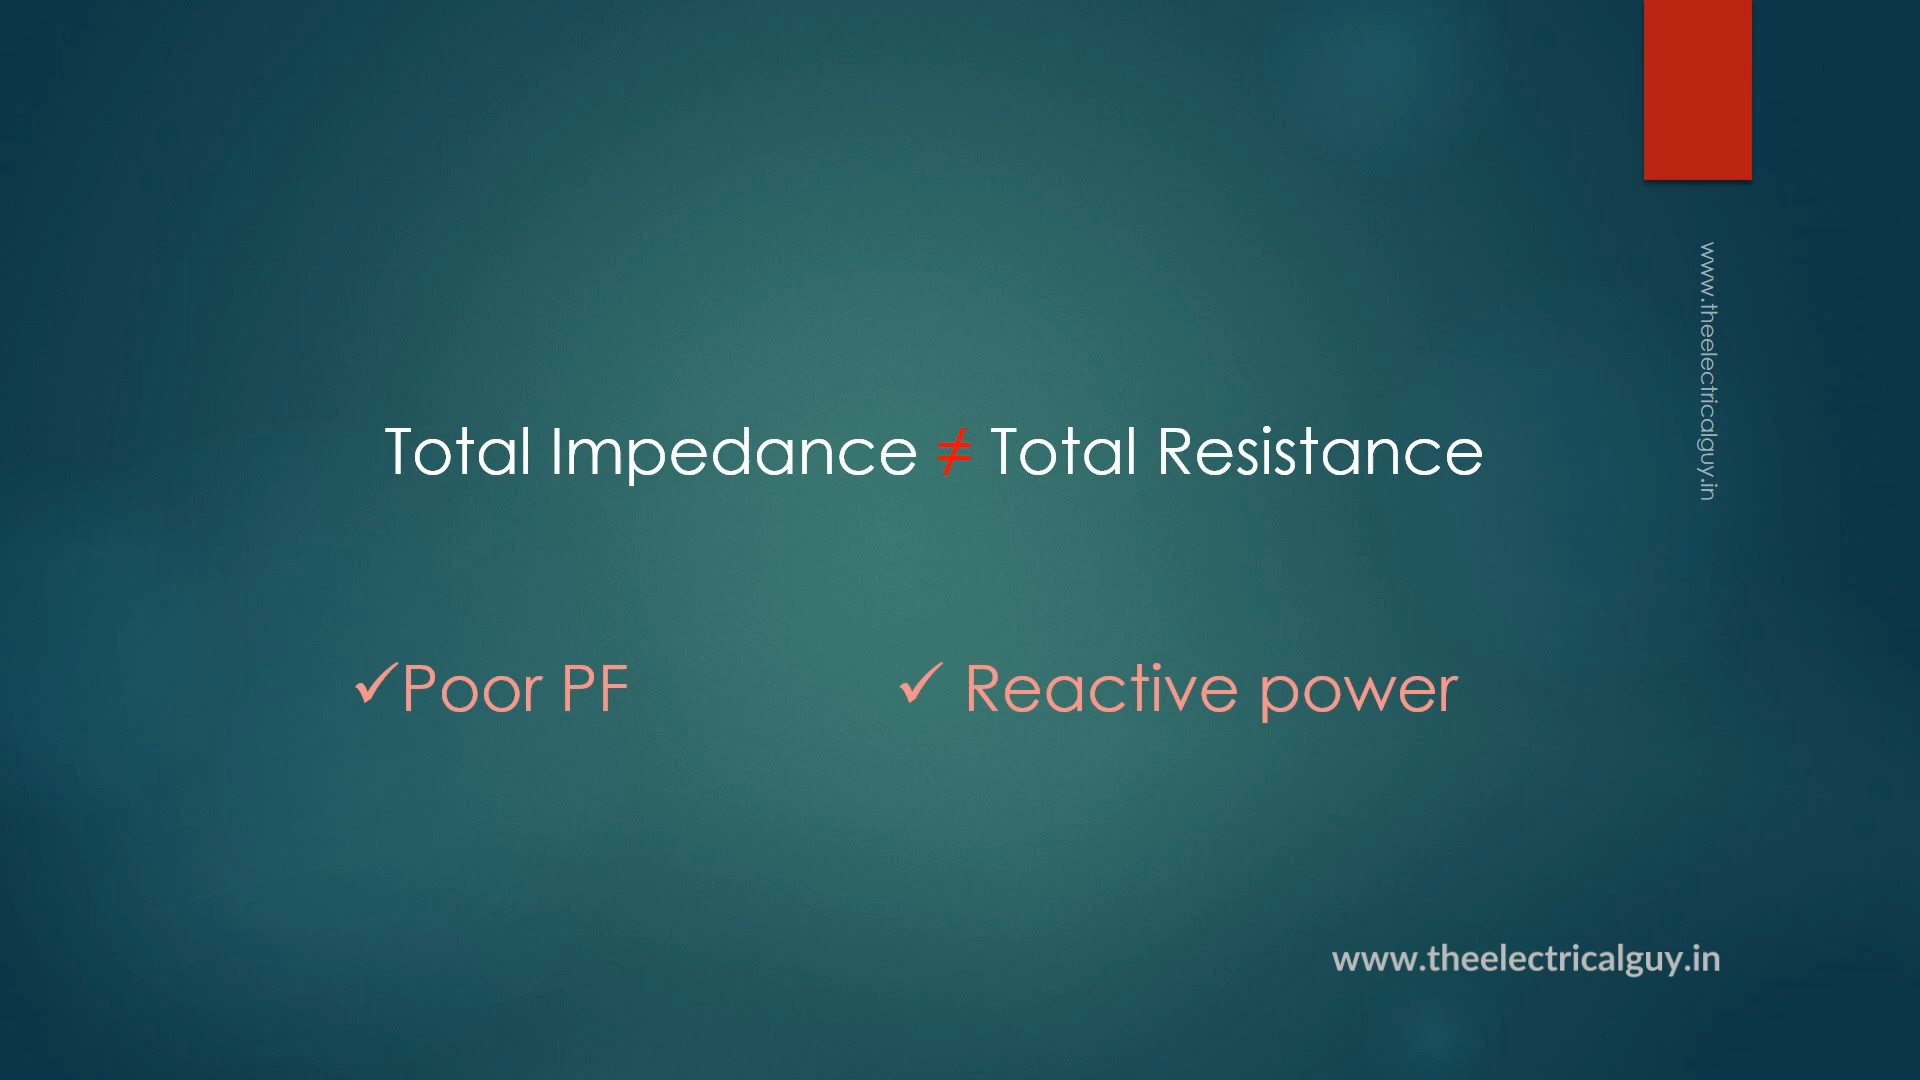 www.theelectricalguy.in
Total Impedance ≠ Total Resistance
✓Poor PF
✓ Reactive power
www.theelectricalguy.in